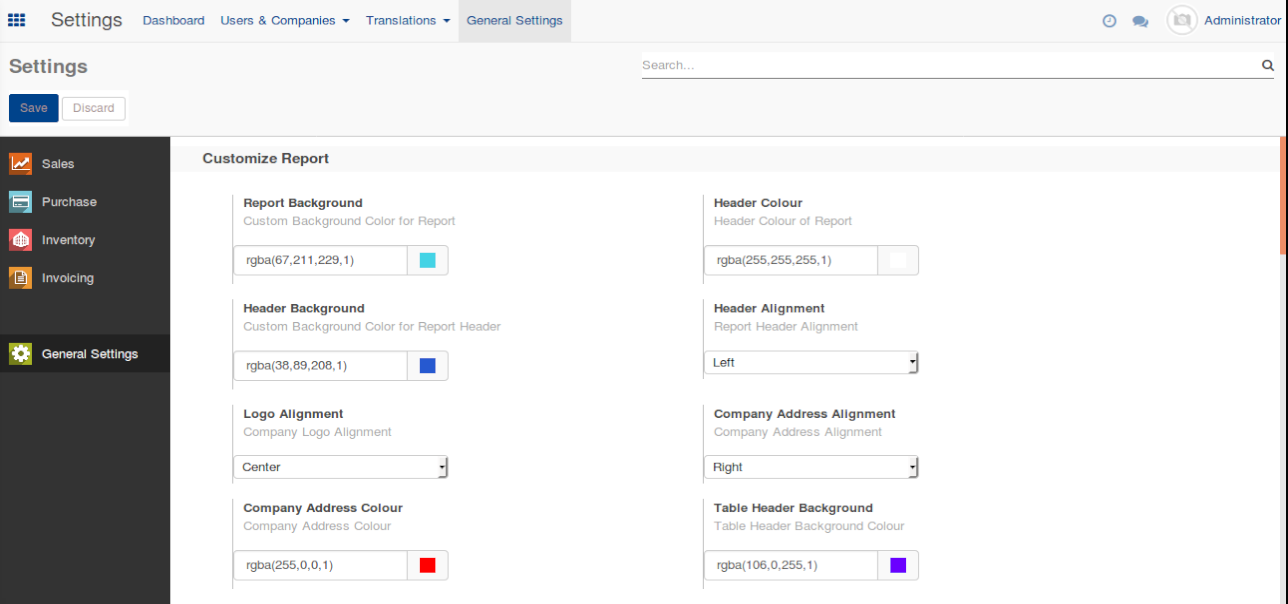 Settings Dashboard Users & Companies Translations General Settings Administrator
Settings
Search...
Save Discard
Sales
Purchase
Inventory
Invoicing
General Settings
Customize Report
Report Background
Custom Background Color for Report
rgba(67,211,229,1)
Header Colour
Header Colour of Report
rgba(255,255,255,1)
Header Background
Custom Background Color for Report Header
rgba(38,89,208,1)
Header Alignment
Report Header Alignment
Left
Logo Alignment
Company Logo Alignment
Center
Company Address Alignment
Company Address Alignment
Right
Company Address Colour
Company Address Colour
rgba(255,0,0,1)
Table Header Background
Table Header Background Colour
rgba(106,0,255,1)